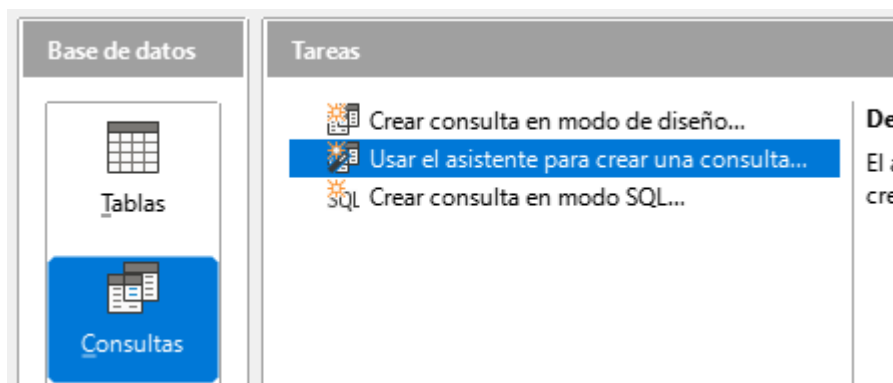 Base de datos
Tareas
Tablas
Consultas
Crear consulta en modo de diseño...
Usar el asistente para crear una consulta...
SQL Crear consulta en modo SQL...